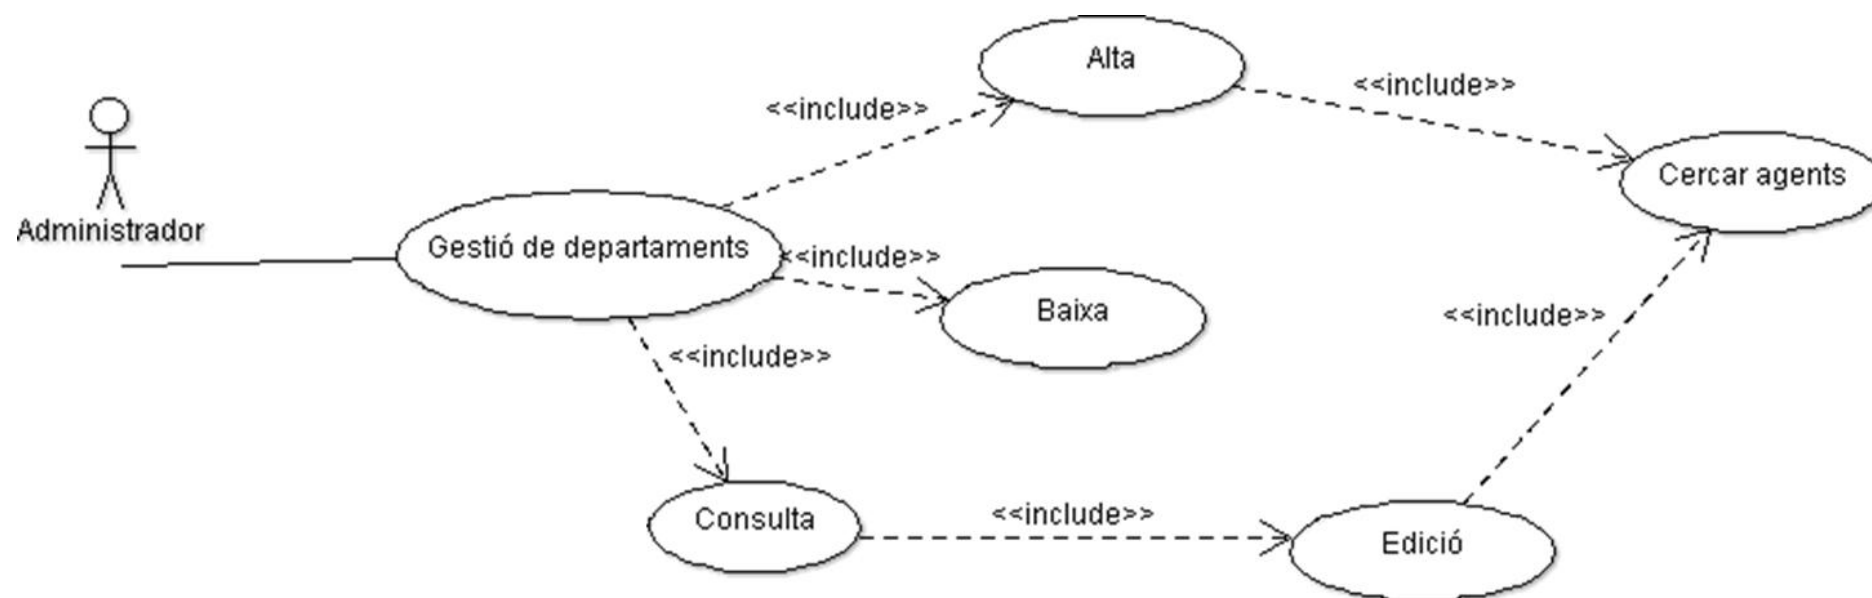 Alta
<<include>>
<<include>>
Cercar agents
Administrador
Gestió de departaments
<<include>>
Baixa
<<include>>
<<include>>
Consulta
<<include>>
Edició